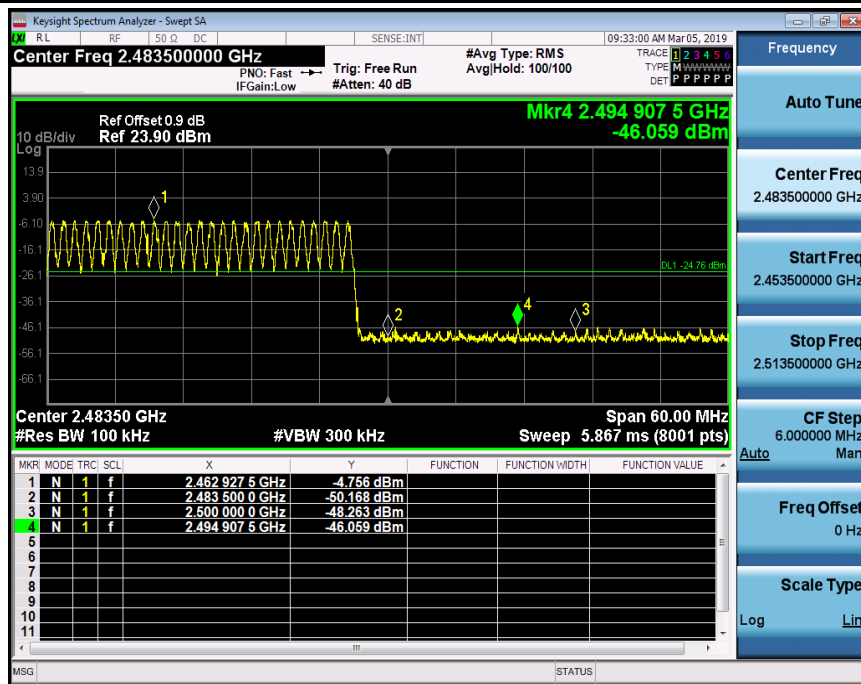 Keysight Spectrum Analyzer - Swept SA
LXI RL RF 50 Ω DC SENSE:INT 09:33:00 AM Mar 05, 2019
Center Freq 2.483500000 GHz
PNO: Fast
IFGain:Low
Trig: Free Run
#Atten: 40 dB
#Avg Type: RMS
Avg|Hold: 100/100
TRACE 1 2 3 4 5 6
TYPE M W W W W W
DET P P P P P P
Mkr4 2.494 907 5 GHz
-46.059 dBm
Ref Offset 0.9 dB
10 dB/div Ref 23.90 dBm
Log
13.9
3.90
-6.10
-16.1
-26.1
-36.1
-46.1
-56.1
-66.1
1
2
3
4
DL1 -24.76 dBm
Center 2.48350 GHz Span 60.00 MHz
#Res BW 100 kHz #VBW 300 kHz Sweep 5.867 ms (8001 pts)
MKR MODE TRC SCL X Y FUNCTION FUNCTION WIDTH FUNCTION VALUE
1 N 1 f 2.462 927 5 GHz -4.756 dBm
2 N 1 f 2.483 500 0 GHz -50.168 dBm
3 N 1 f 2.500 000 0 GHz -48.263 dBm
4 N 1 f 2.494 907 5 GHz -46.059 dBm
5
6
7
8
9
10
11
MSG STATUS
Frequency
Auto Tune
Center Freq
2.483500000 GHz
Start Freq
2.453500000 GHz
Stop Freq
2.513500000 GHz
CF Step
6.000000 MHz
Auto Man
Freq Offset
0 Hz
Scale Type
Log Lin